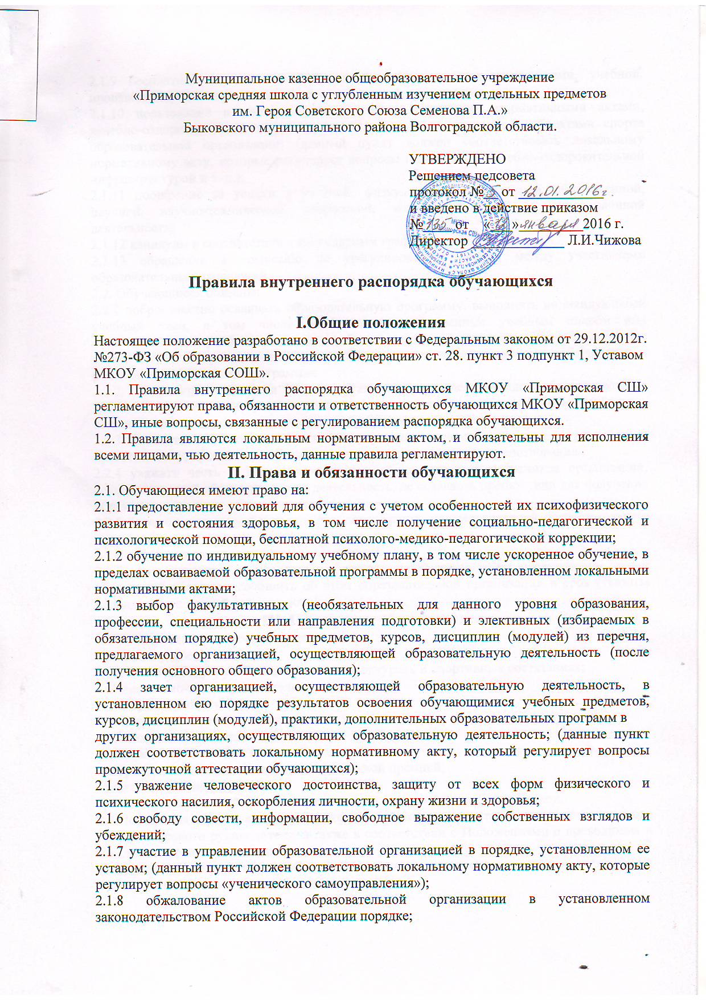 Муниципальное казенное общеобразовательное учреждение
«Приморская средняя школа с углубленным изучением отдельных предметов
им. Героя Советского Союза Семенова П.А.»
Быковского муниципального района Волгоградской области.
УТВЕРЖДЕНО
Решением педсовета
протокол № 5 от 12.01.2016г.
и введено в действие приказом
№135 от « » января 2016 г.
Директор Л.И.Чижова
Правила внутреннего распорядка обучающихся
I.Общие положения
Настоящее положение разработано в соответствии с Федеральным законом от 29.12.2012г.
№273-ФЗ «Об образовании в Российской Федерации» ст. 28. пункт 3 подпункт 1, Уставом
МКОУ «Приморская СОШ».
1.1. Правила внутреннего распорядка обучающихся МКОУ «Приморская СШ»
регламентируют права, обязанности и ответственность обучающихся МКОУ «Приморская
СШ», иные вопросы, связанные с регулированием распорядка обучающихся.
1.2. Правила являются локальным нормативным актом, и обязательны для исполнения
всеми лицами, чью деятельность, данные правила регламентируют.
II. Права и обязанности обучающихся
2.1. Обучающиеся имеют право на:
2.1.1 предоставление условий для обучения с учетом особенностей их психофизического
развития и состояния здоровья, в том числе получение социально-педагогической и
психологической помощи, бесплатной психолого-медико-педагогической коррекции;
2.1.2 обучение по индивидуальному учебному плану, в том числе ускоренное обучение, в
пределах осваиваемой образовательной программы в порядке, установленном локальными
нормативными актами;
2.1.3 выбор факультативных (необязательных для данного уровня образования,
профессии, специальности или направления подготовки) и элективных (избираемых в
обязательном порядке) учебных предметов, курсов, дисциплин (модулей) из перечня,
предлагаемого организацией, осуществляющей образовательную деятельность (после
получения основного общего образования);
2.1.4 зачет организацией, осуществляющей образовательную деятельность, в
установленном ею порядке результатов освоения обучающимися учебных предметов,
курсов, дисциплин (модулей), практики, дополнительных образовательных программ в
других организациях, осуществляющих образовательную деятельность; (данные пункт
должен соответствовать локальному нормативному акту, который регулирует вопросы
промежуточной аттестации обучающихся);
2.1.5 уважение человеческого достоинства, защиту от всех форм физического и
психического насилия, оскорбления личности, охрану жизни и здоровья;
2.1.6 свободу совести, информации, свободное выражение собственных взглядов и
убеждений;
2.1.7 участие в управлении образовательной организацией в порядке, установленном ее
уставом; (данный пункт должен соответствовать локальному нормативному акту, которые
регулирует вопросы «ученического самоуправления»);
2.1.8 обжалование актов образовательной организации в установленном
законодательством Российской Федерации порядке;